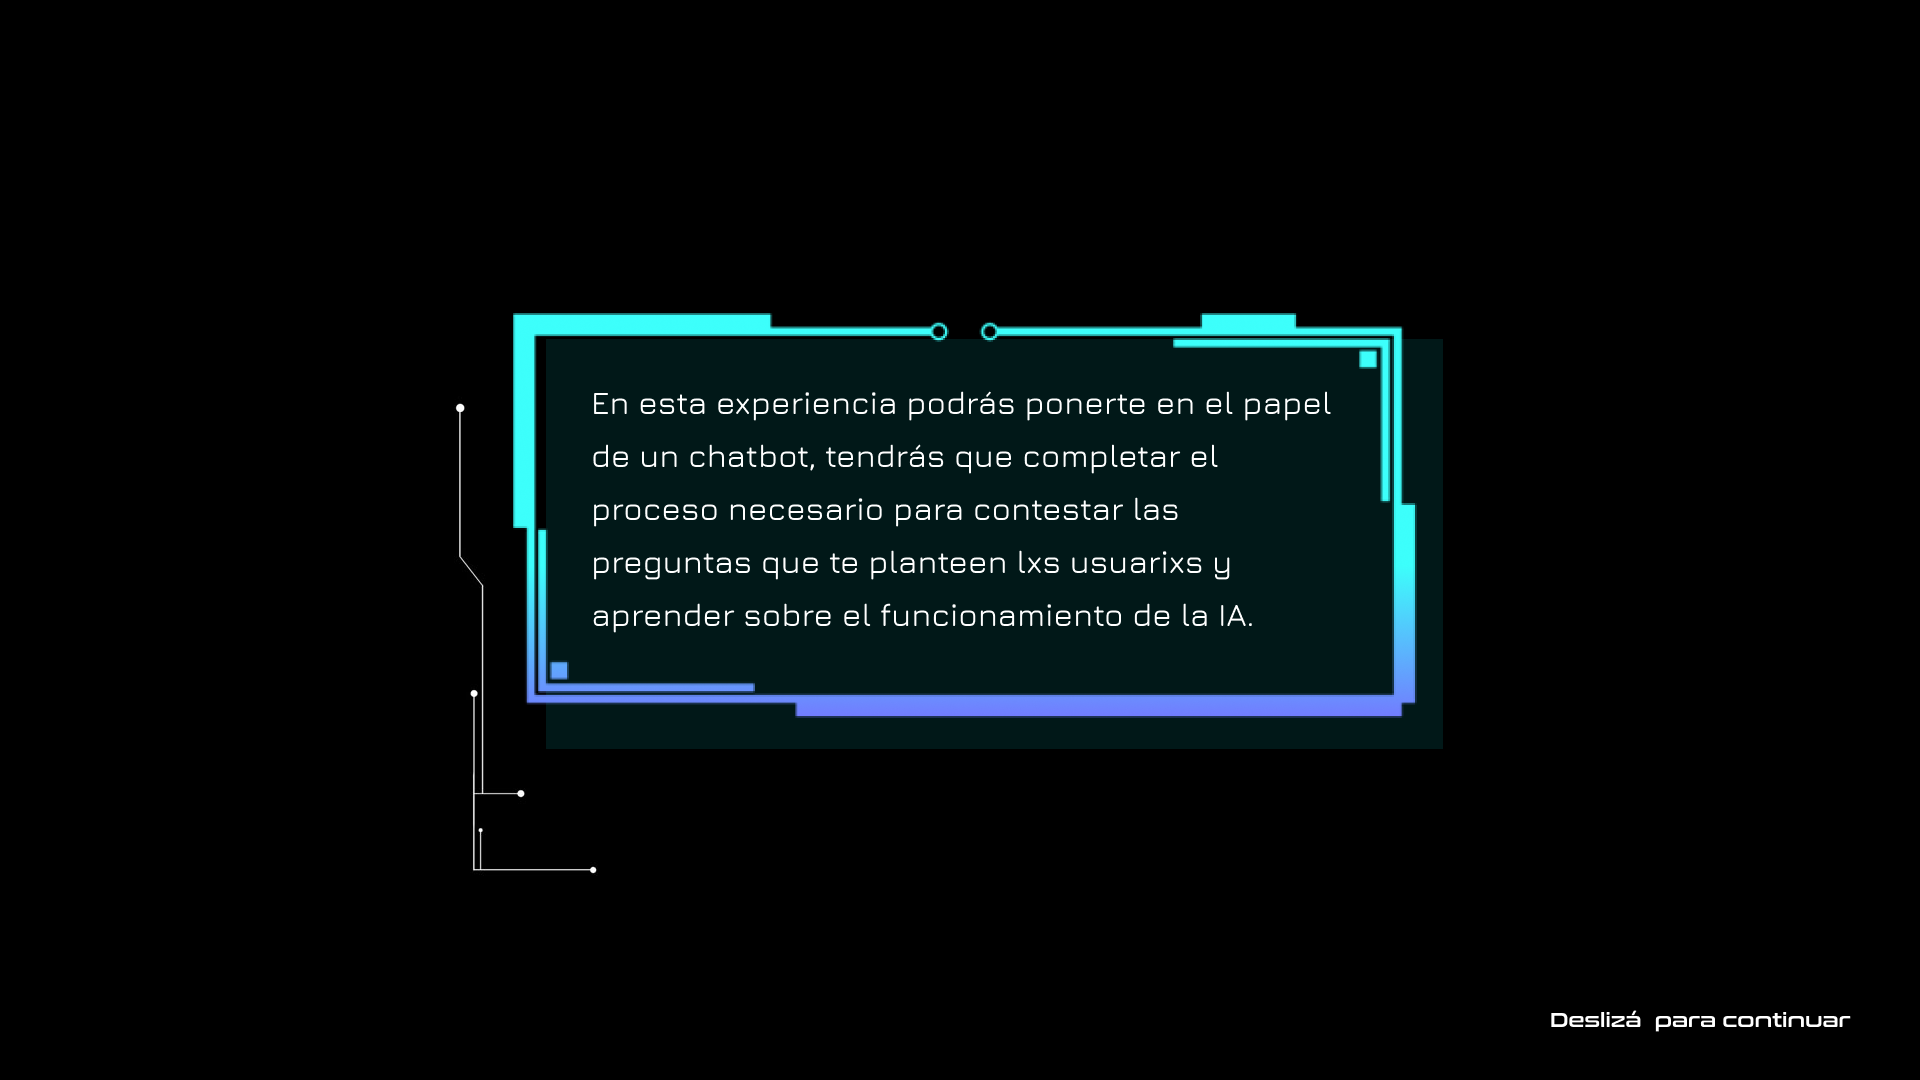 En esta experiencia podrás ponerte en el papel
de un chatbot, tendrás que completar el
proceso necesario para contestar las
preguntas que te planteen lxs usuarixs y
aprender sobre el funcionamiento de la IA.
Deslizá para continuar